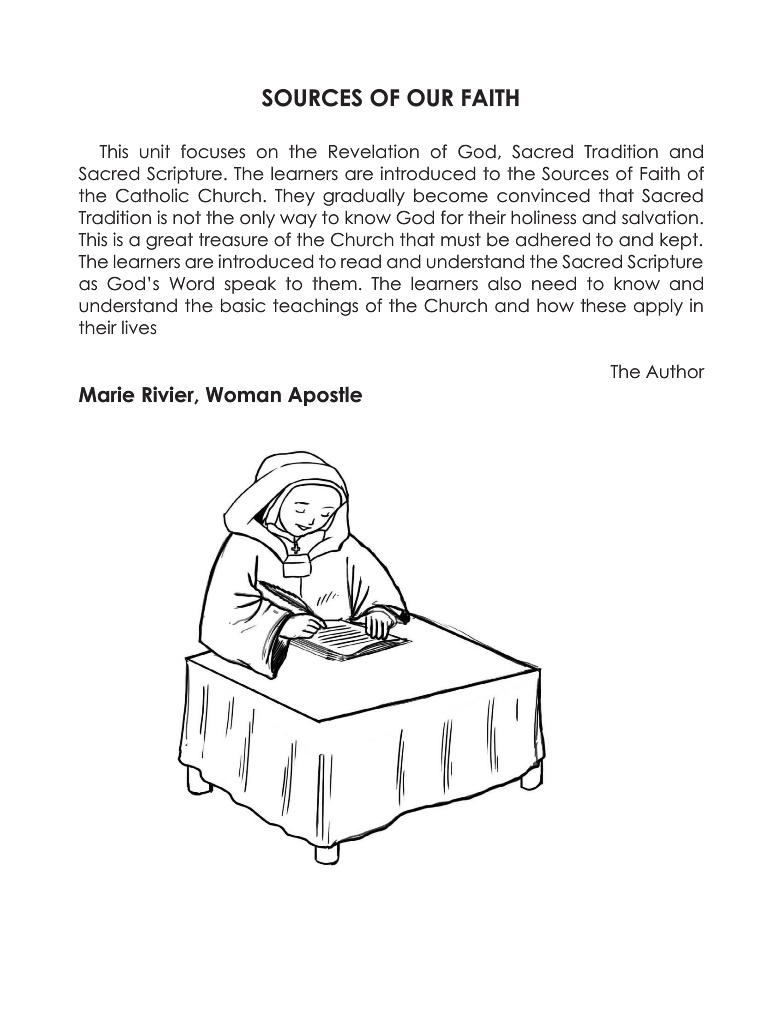 SOURCES OF OUR FAITH
This unit focuses on the Revelation of God, Sacred Tradition and
Sacred Scripture. The learners are introduced to the Sources of Faith of
the Catholic Church. They gradually become convinced that Sacred
Tradition is not the only way to know God for their holiness and salvation.
This is a great treasure of the Church that must be adhered to and kept.
The learners are introduced to read and understand the Sacred Scripture
as God's Word speak to them. The learners also need to know and
understand the basic teachings of the Church and how these apply in
their lives
The Author
Marie Rivier, Woman Apostle